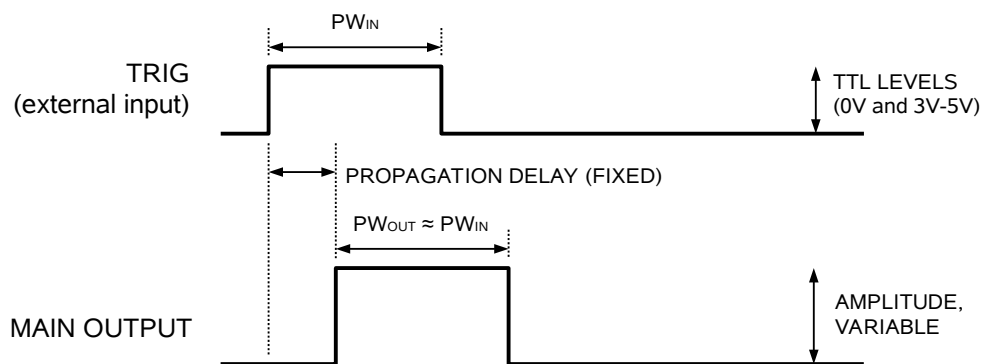 PWIN
TRIG
(external input)
TTL LEVELS
(0V and 3V-5V)
PROPAGATION DELAY (FIXED)
PWOUT ≈ PWIN
MAIN OUTPUT
AMPLITUDE,
VARIABLE